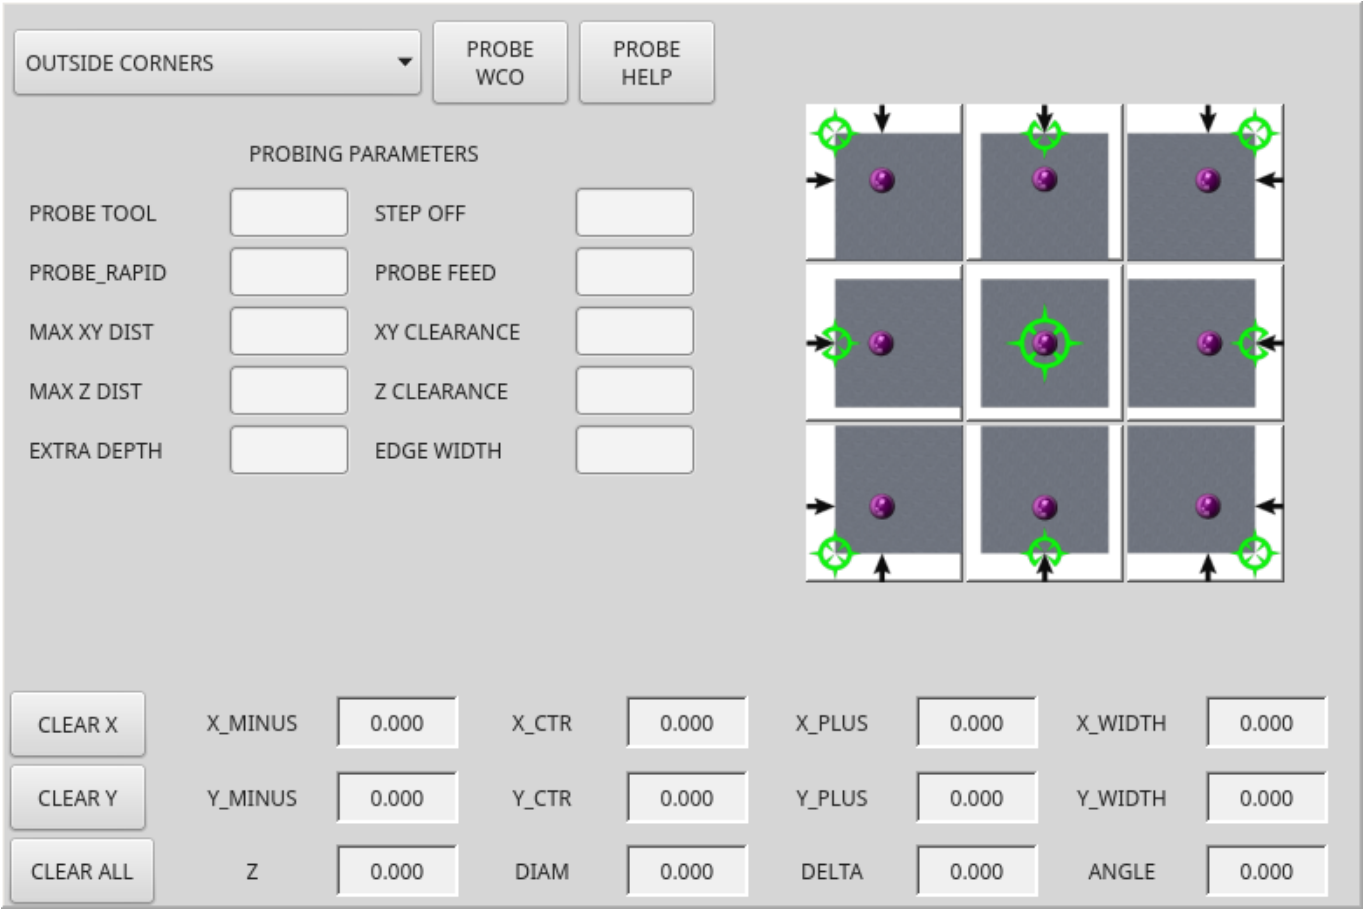 OUTSIDE CORNERS
PROBE
WCO
PROBE
HELP
PROBING PARAMETERS
PROBE TOOL
STEP OFF
PROBE_RAPID
PROBE FEED
MAX XY DIST
XY CLEARANCE
MAX Z DIST
Z CLEARANCE
EXTRA DEPTH
EDGE WIDTH
CLEAR X
X_MINUS
0.000
X_CTR
0.000
X_PLUS
0.000
X_WIDTH
0.000
CLEAR Y
Y_MINUS
0.000
Y_CTR
0.000
Y_PLUS
0.000
Y_WIDTH
0.000
CLEAR ALL
Z
0.000
DIAM
0.000
DELTA
0.000
ANGLE
0.000